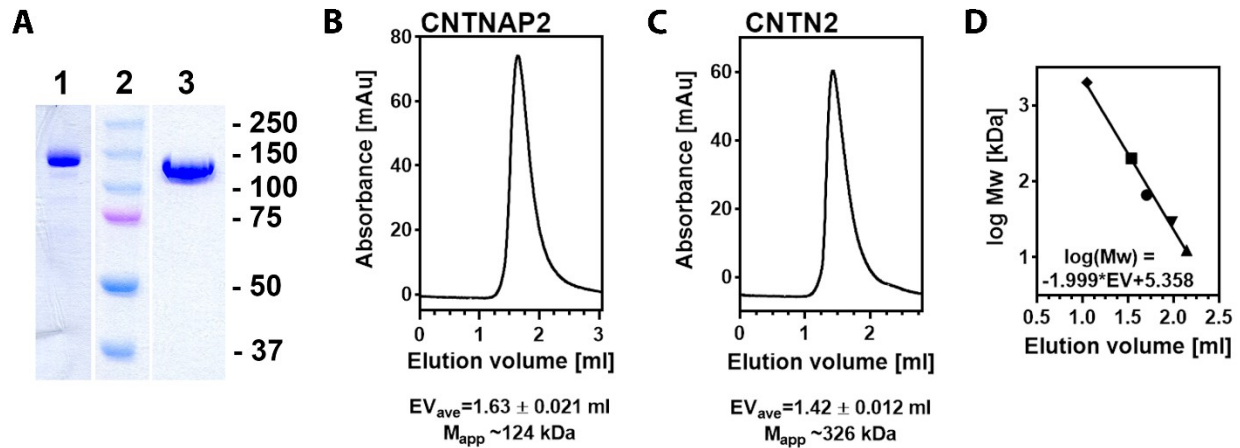 A
1 2 3
- 250
- 150
- 100
- 75
- 50
- 37
B
CNTNAP2
Absorbance [mAu]
80
60
40
20
0
0 1 2 3
Elution volume [ml]
EVave=1.63 ± 0.021 ml
Mapp ~124 kDa
C
CNTN2
Absorbance [mAu]
60
40
20
0
0 1 2
Elution volume [ml]
EVave=1.42 ± 0.012 ml
Mapp ~326 kDa
D
log Mw [kDa]
3
2
1
log(Mw) =
-1.999*EV+5.358
0.5 1.0 1.5 2.0 2.5
Elution volume [ml]